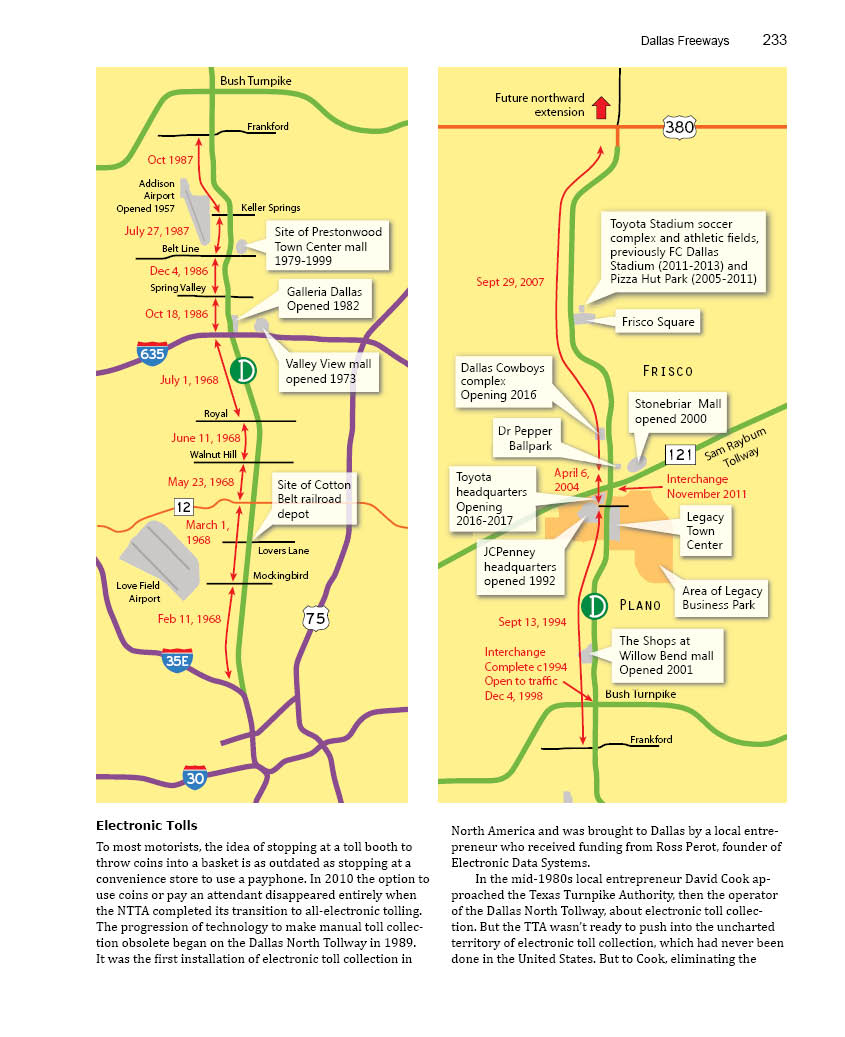 Dallas Freeways 233
Bush Turnpike
Frankford
Oct 1987
Addison
Airport
Opened 1957
Keller Springs
July 27, 1987
Site of Prestonwood
Town Center mall
1979-1999
Belt Line
Dec 4, 1986
Spring Valley
Galleria Dallas
Opened 1982
Oct 18, 1986
635
D
Valley View mall
opened 1973
July 1, 1968
Royal
June 11, 1968
Walnut Hill
May 23, 1968
Site of Cotton
Belt railroad
depot
12
March 1,
1968
Lovers Lane
Mockingbird
Love Field
Airport
Feb 11, 1968
75
35E
30
Future northward
extension
380
Toyota Stadium soccer
complex and athletic fields,
previously FC Dallas
Stadium (2011-2013) and
Pizza Hut Park (2005-2011)
Sept 29, 2007
Frisco Square
Dallas Cowboys
complex
Opening 2016
FRISCO
Stonebriar Mall
opened 2000
Dr Pepper
Ballpark
121
Sam Rayburn
Tollway
Toyota
headquarters
Opening
2016-2017
April 6,
2004
Interchange
November 2011
Legacy
Town
Center
JCPenney
headquarters
opened 1992
Area of Legacy
Business Park
D
PLANO
Sept 13, 1994
The Shops at
Willow Bend mall
Opened 2001
Interchange
Complete c1994
Open to traffic
Dec 4, 1998
Bush Turnpike
Frankford
Electronic Tolls
To most motorists, the idea of stopping at a toll booth to
throw coins into a basket is as outdated as stopping at a
convenience store to use a payphone. In 2010 the option to
use coins or pay an attendant disappeared entirely when
the NTTA completed its transition to all-electronic tolling.
The progression of technology to make manual toll collec-
tion obsolete began on the Dallas North Tollway in 1989.
It was the first installation of electronic toll collection in
North America and was brought to Dallas by a local entre-
preneur who received funding from Ross Perot, founder of
Electronic Data Systems.
In the mid-1980s local entrepreneur David Cook ap-
proached the Texas Turnpike Authority, then the operator
of the Dallas North Tollway, about electronic toll collec-
tion. But the TTA wasn't ready to push into the uncharted
territory of electronic toll collection, which had never been
done in the United States. But to Cook, eliminating the